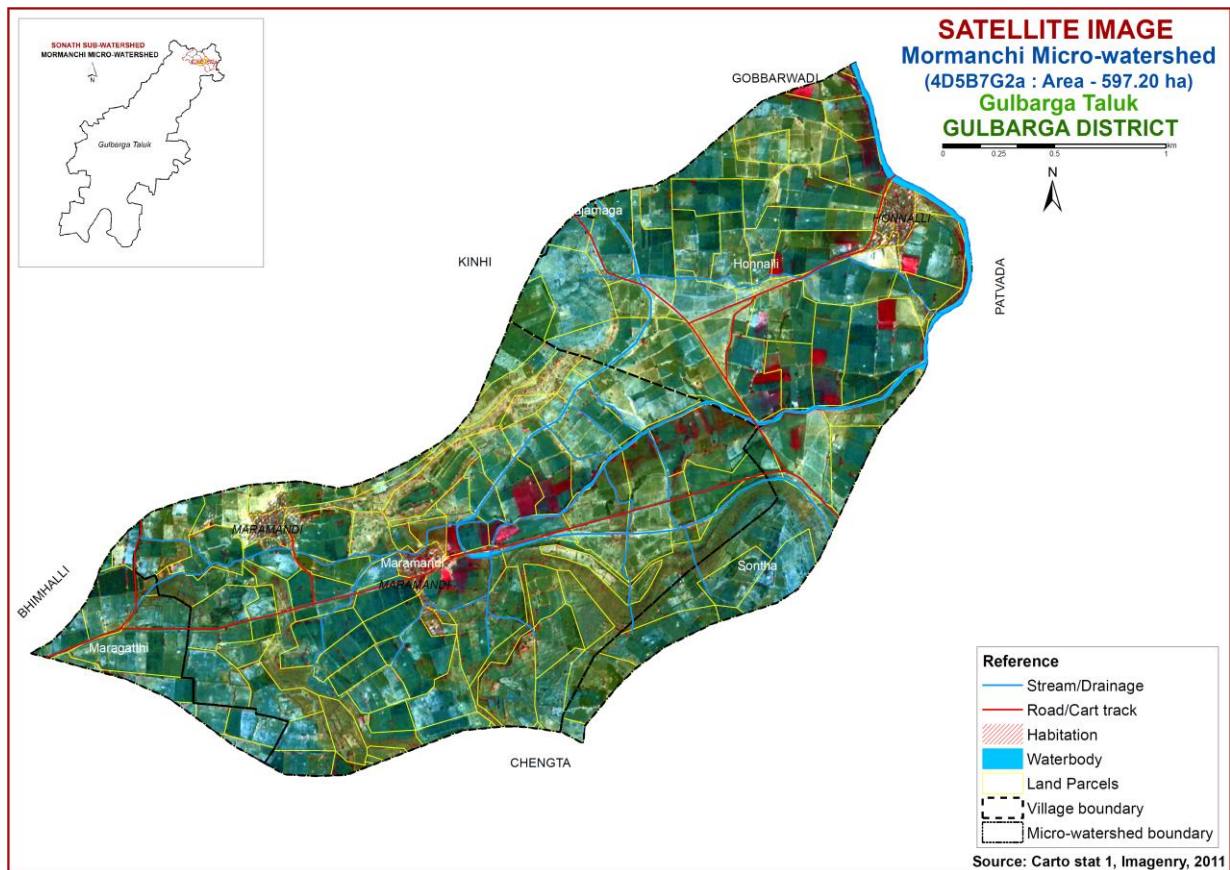 SONATH SUB-WATERSHED
MORMANCHI MICRO-WATERSHED
N
Gulbarga Taluk
SATELLITE IMAGE
Mormanchi Micro-watershed
(4D5B7G2a : Area - 597.20 ha)
Gulbarga Taluk
GULBARGA DISTRICT
km
0 0.25 0.5 1
N
GOBBARWADI
HONNALLI
KINHI
Honnalli
PATVADA
MARAMANDI
Maramandi
MARAMANDI
Sontha
BHIMHALLI
Maragatthi
CHENGTA
Reference
Stream/Drainage
Road/Cart track
Habitation
Waterbody
Land Parcels
Village boundary
Micro-watershed boundary
Source: Carto stat 1, Imagenry, 2011